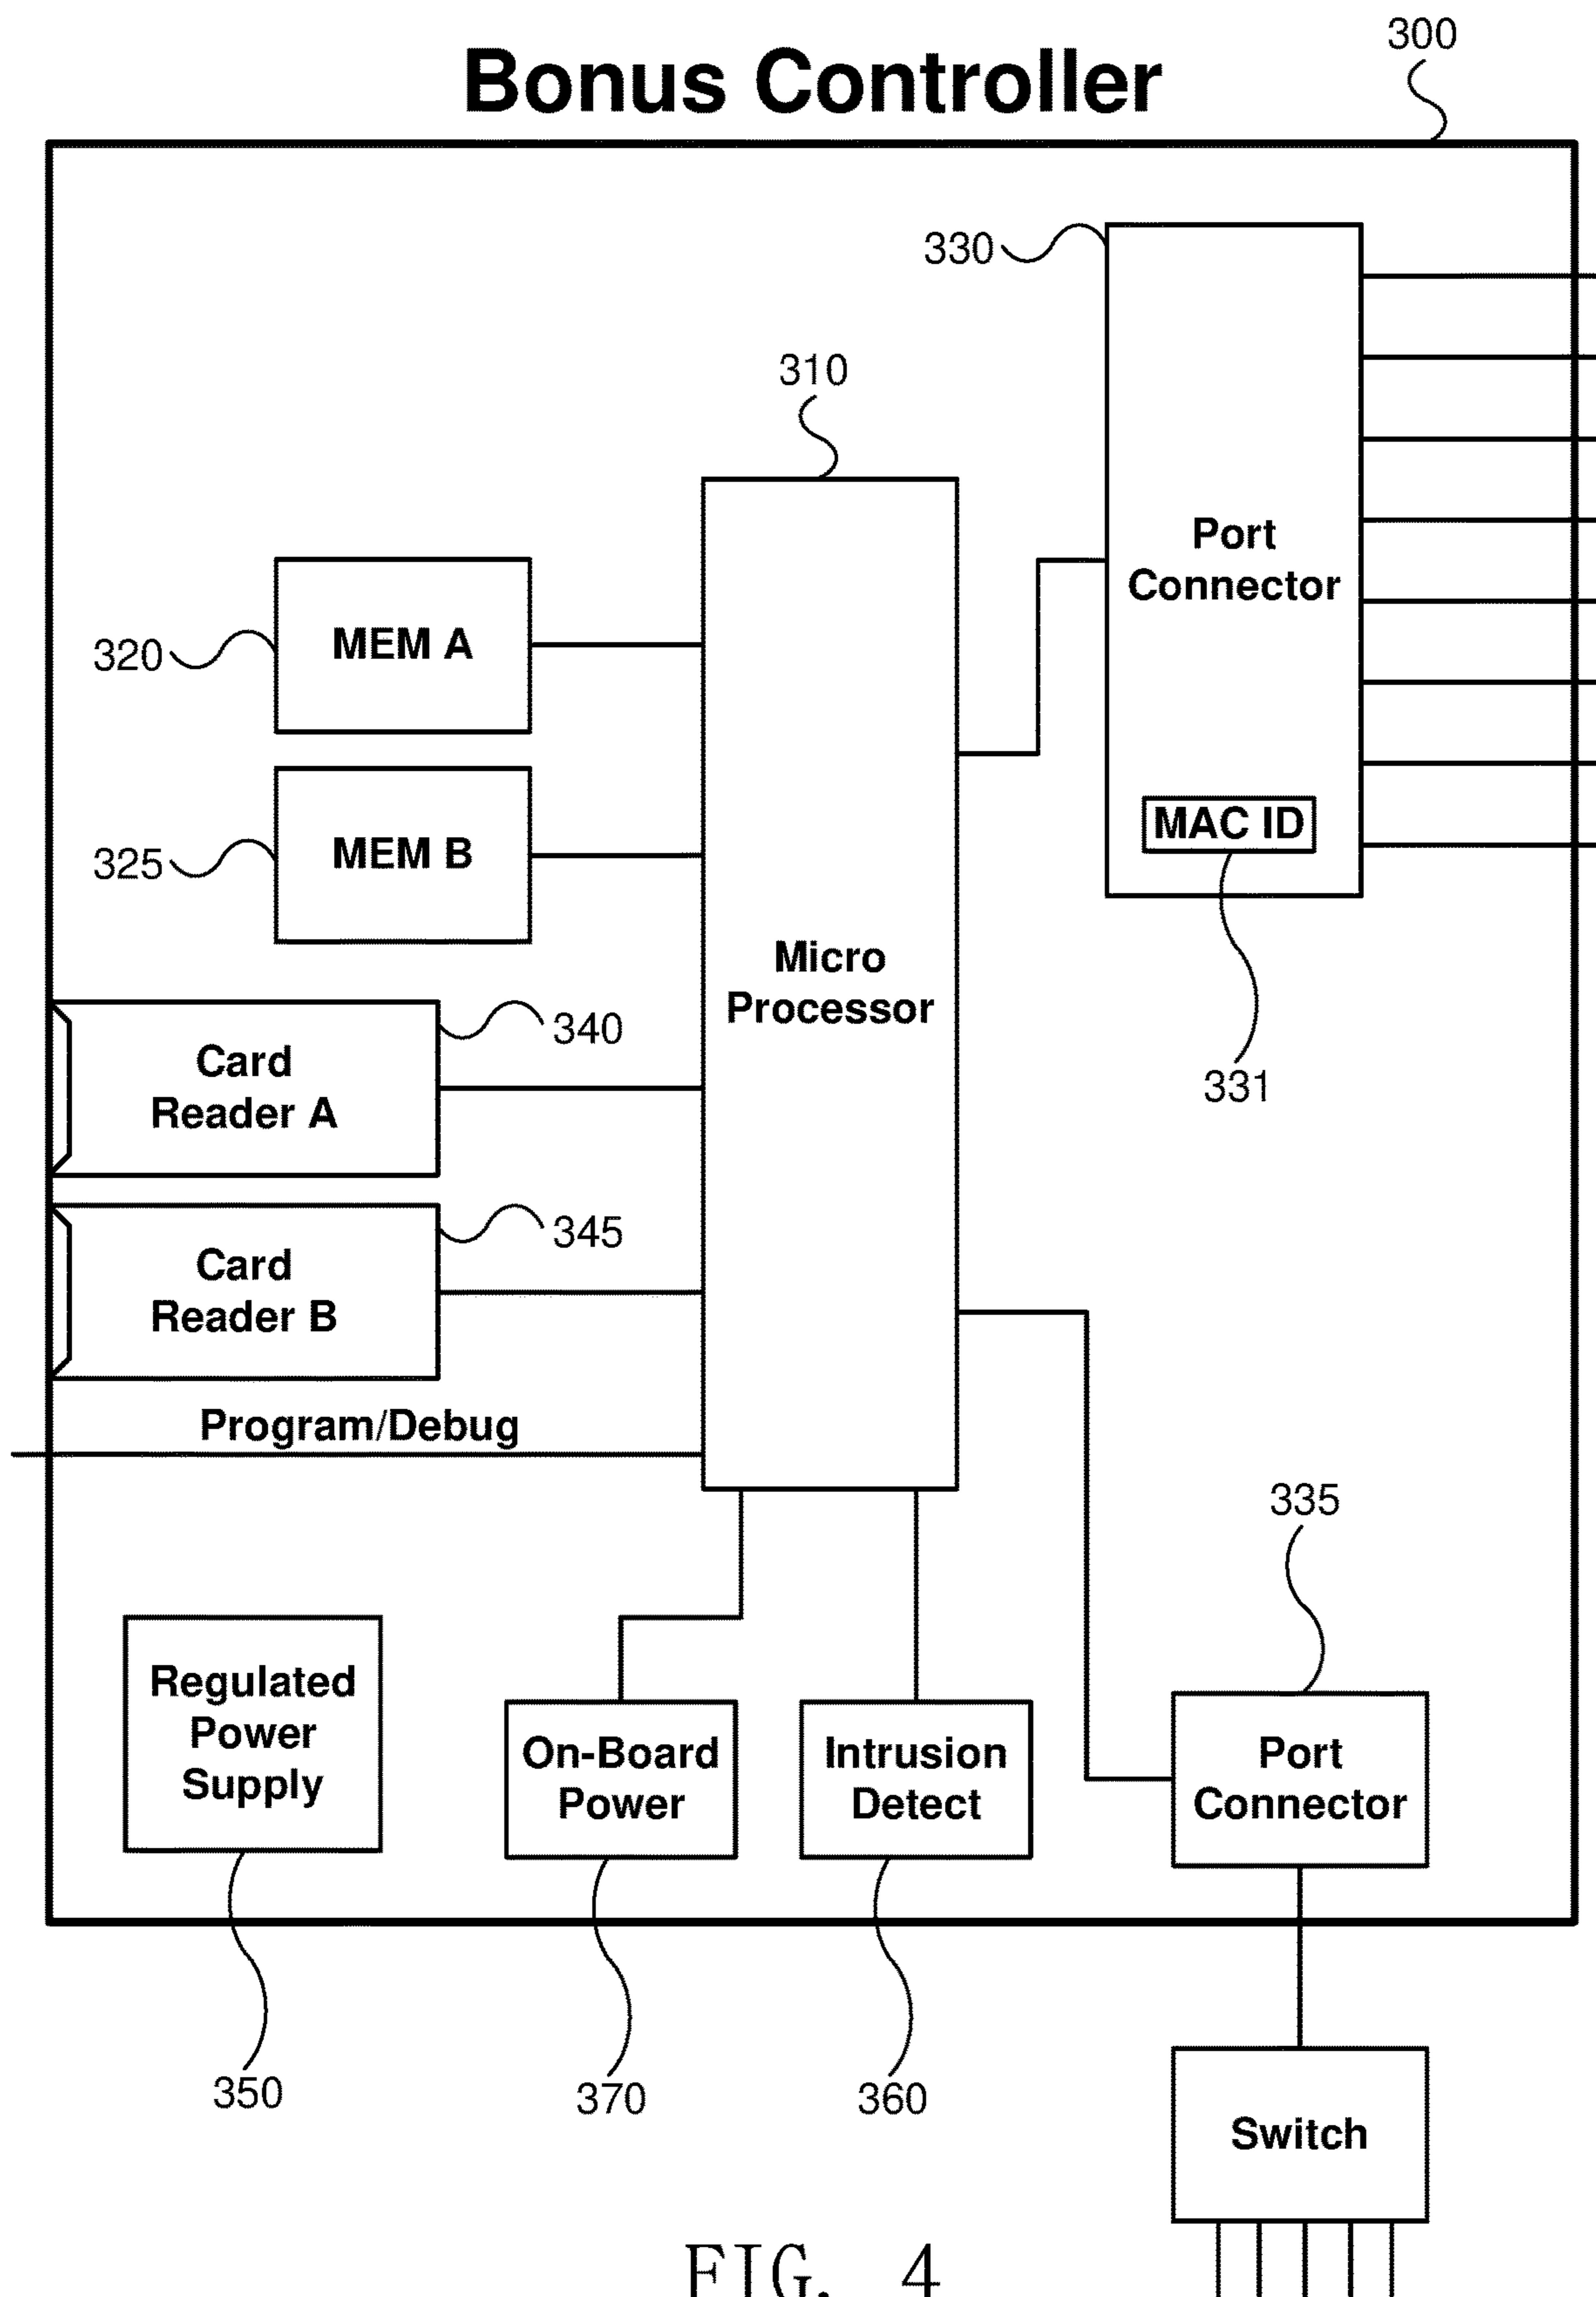 Bonus Controller
300
330
310
Port
Connector
MEM A
320
MAC ID
MEM B
325
Micro
Processor
340
Card
Reader A
331
345
Card
Reader B
Program/Debug
335
Regulated
Power
Supply
On-Board
Power
Intrusion
Detect
Port
Connector
350
370
360
Switch
FIG. 4